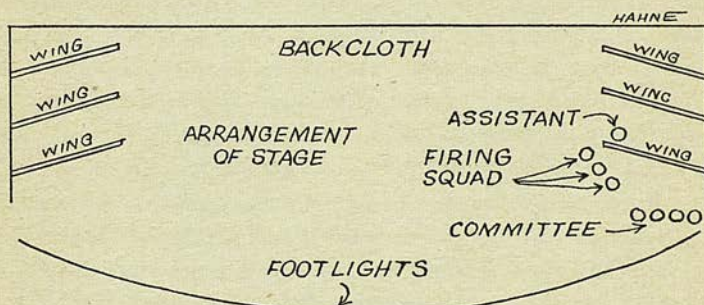 HAHNE
BACKCLOTH
WING
WING
WING
WING
WING
WING
ARRANGEMENT
OF STAGE
ASSISTANT
FIRING
SQUAD
COMMITTEE
FOOTLIGHTS